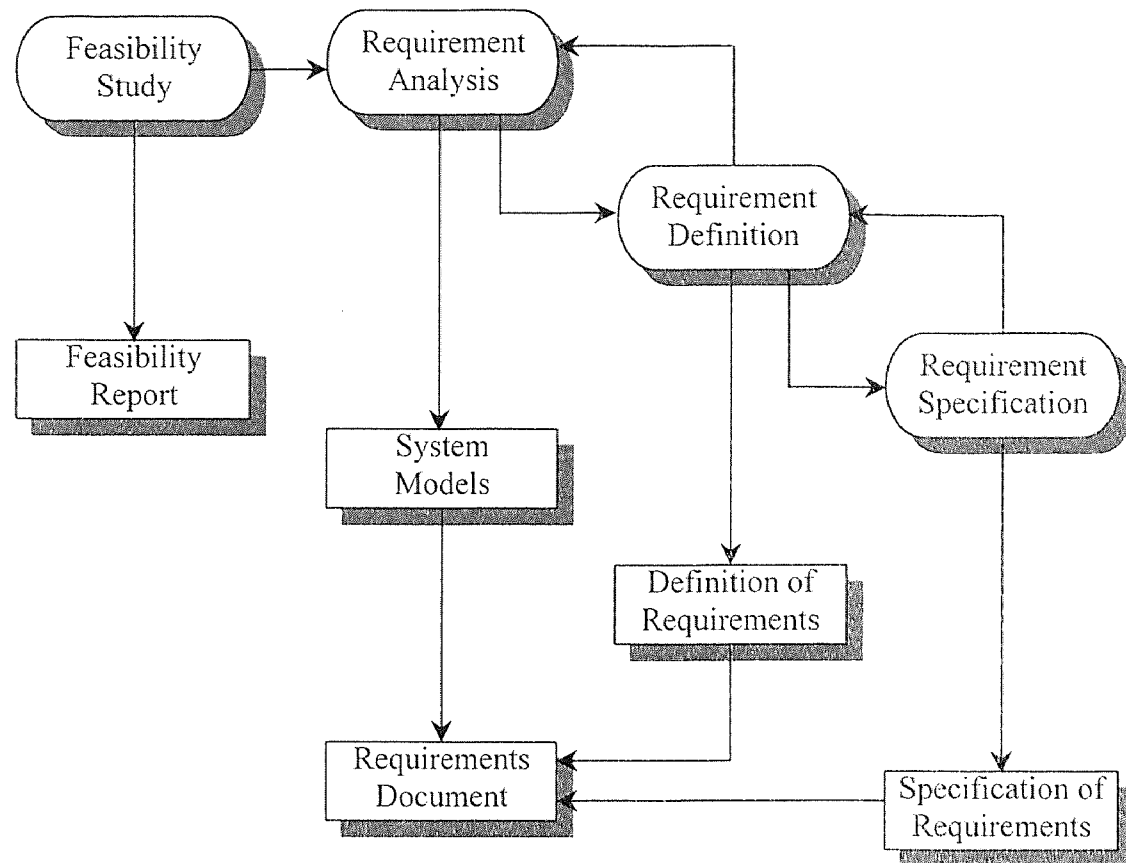 Feasibility
Study
Requirement
Analysis
Requirement
Definition
Requirement
Specification
Feasibility
Report
System
Models
Definition of
Requirements
Requirements
Document
Specification of
Requirements